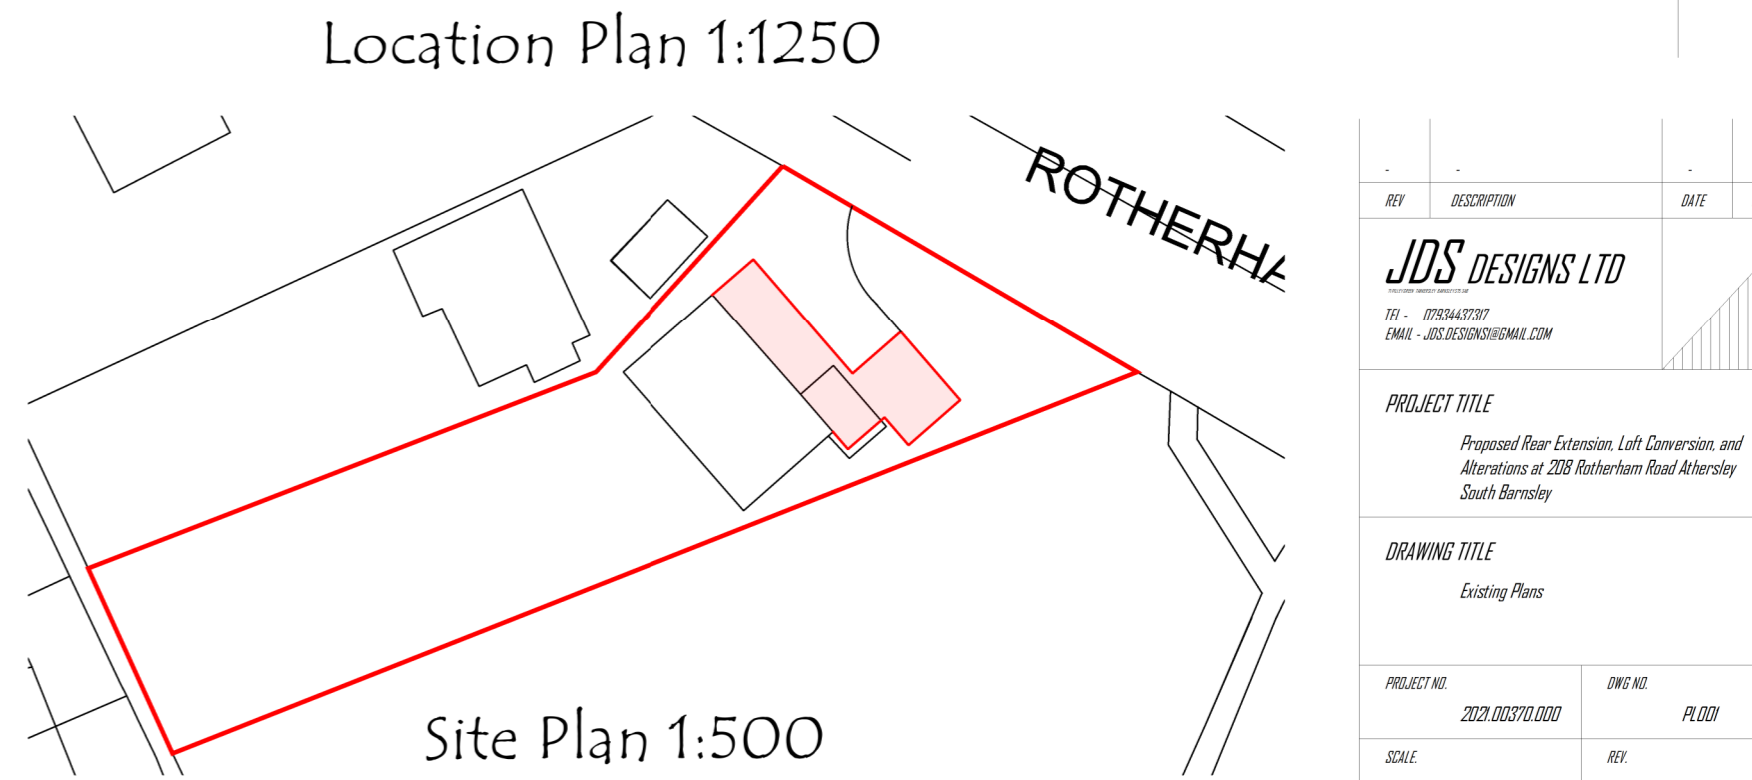 Location Plan 1:1250
ROTHERHA
Site Plan 1:500
- - -
REV DESCRIPTION DATE
JDS DESIGNS LTD
TEL - 07934437317
EMAIL - JDS.DESIGNS1@GMAIL.COM
PROJECT TITLE
Proposed Rear Extension, Loft Conversion, and
Alterations at 208 Rotherham Road Athersley
South Barnsley
DRAWING TITLE
Existing Plans
PROJECT NO. DWG NO.
2021.00370.000 PL001
SCALE. REV.